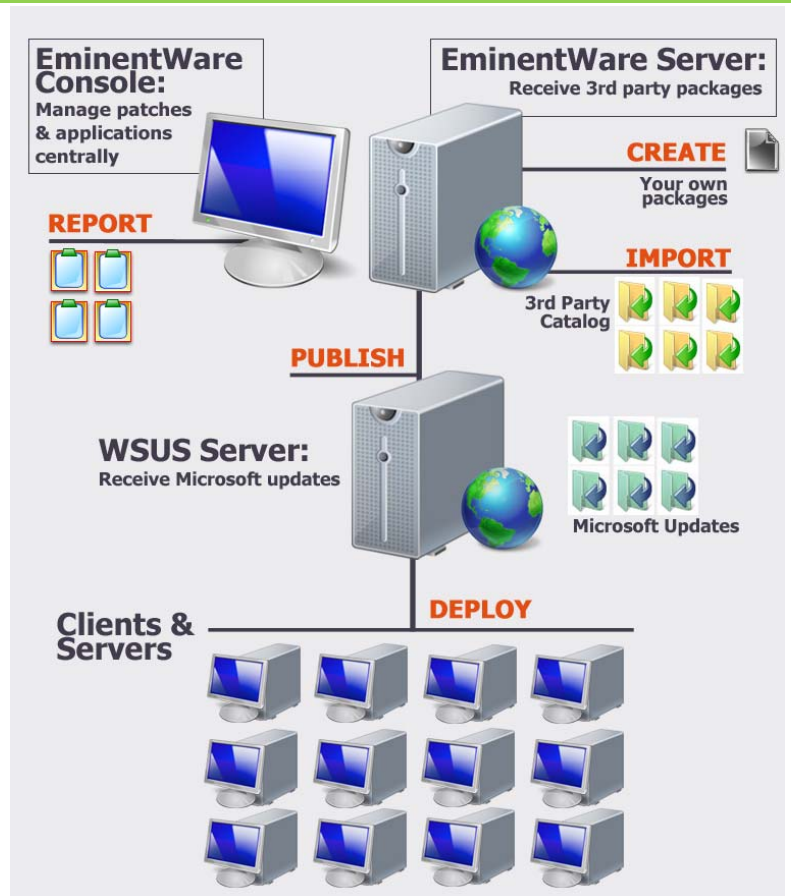 EminentWare
Console:
Manage patches
& applications
centrally
EminentWare Server:
Receive 3rd party packages
CREATE
Your own
packages
REPORT
IMPORT
3rd Party
Catalog
PUBLISH
WSUS Server:
Receive Microsoft updates
Microsoft Updates
DEPLOY
Clients &
Servers